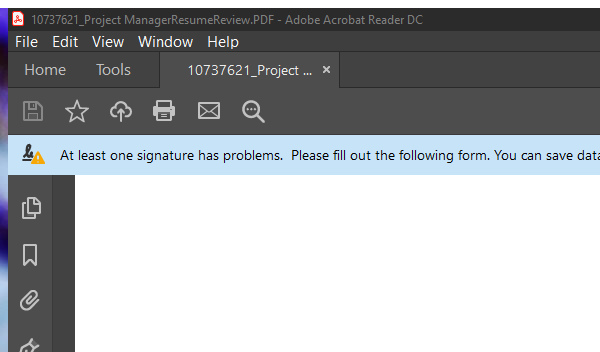 10737621_Project ManagerResumeReview.PDF - Adobe Acrobat Reader DC
File Edit View Window Help
Home Tools 10737621_Project ... ×
At least one signature has problems. Please fill out the following form. You can save data